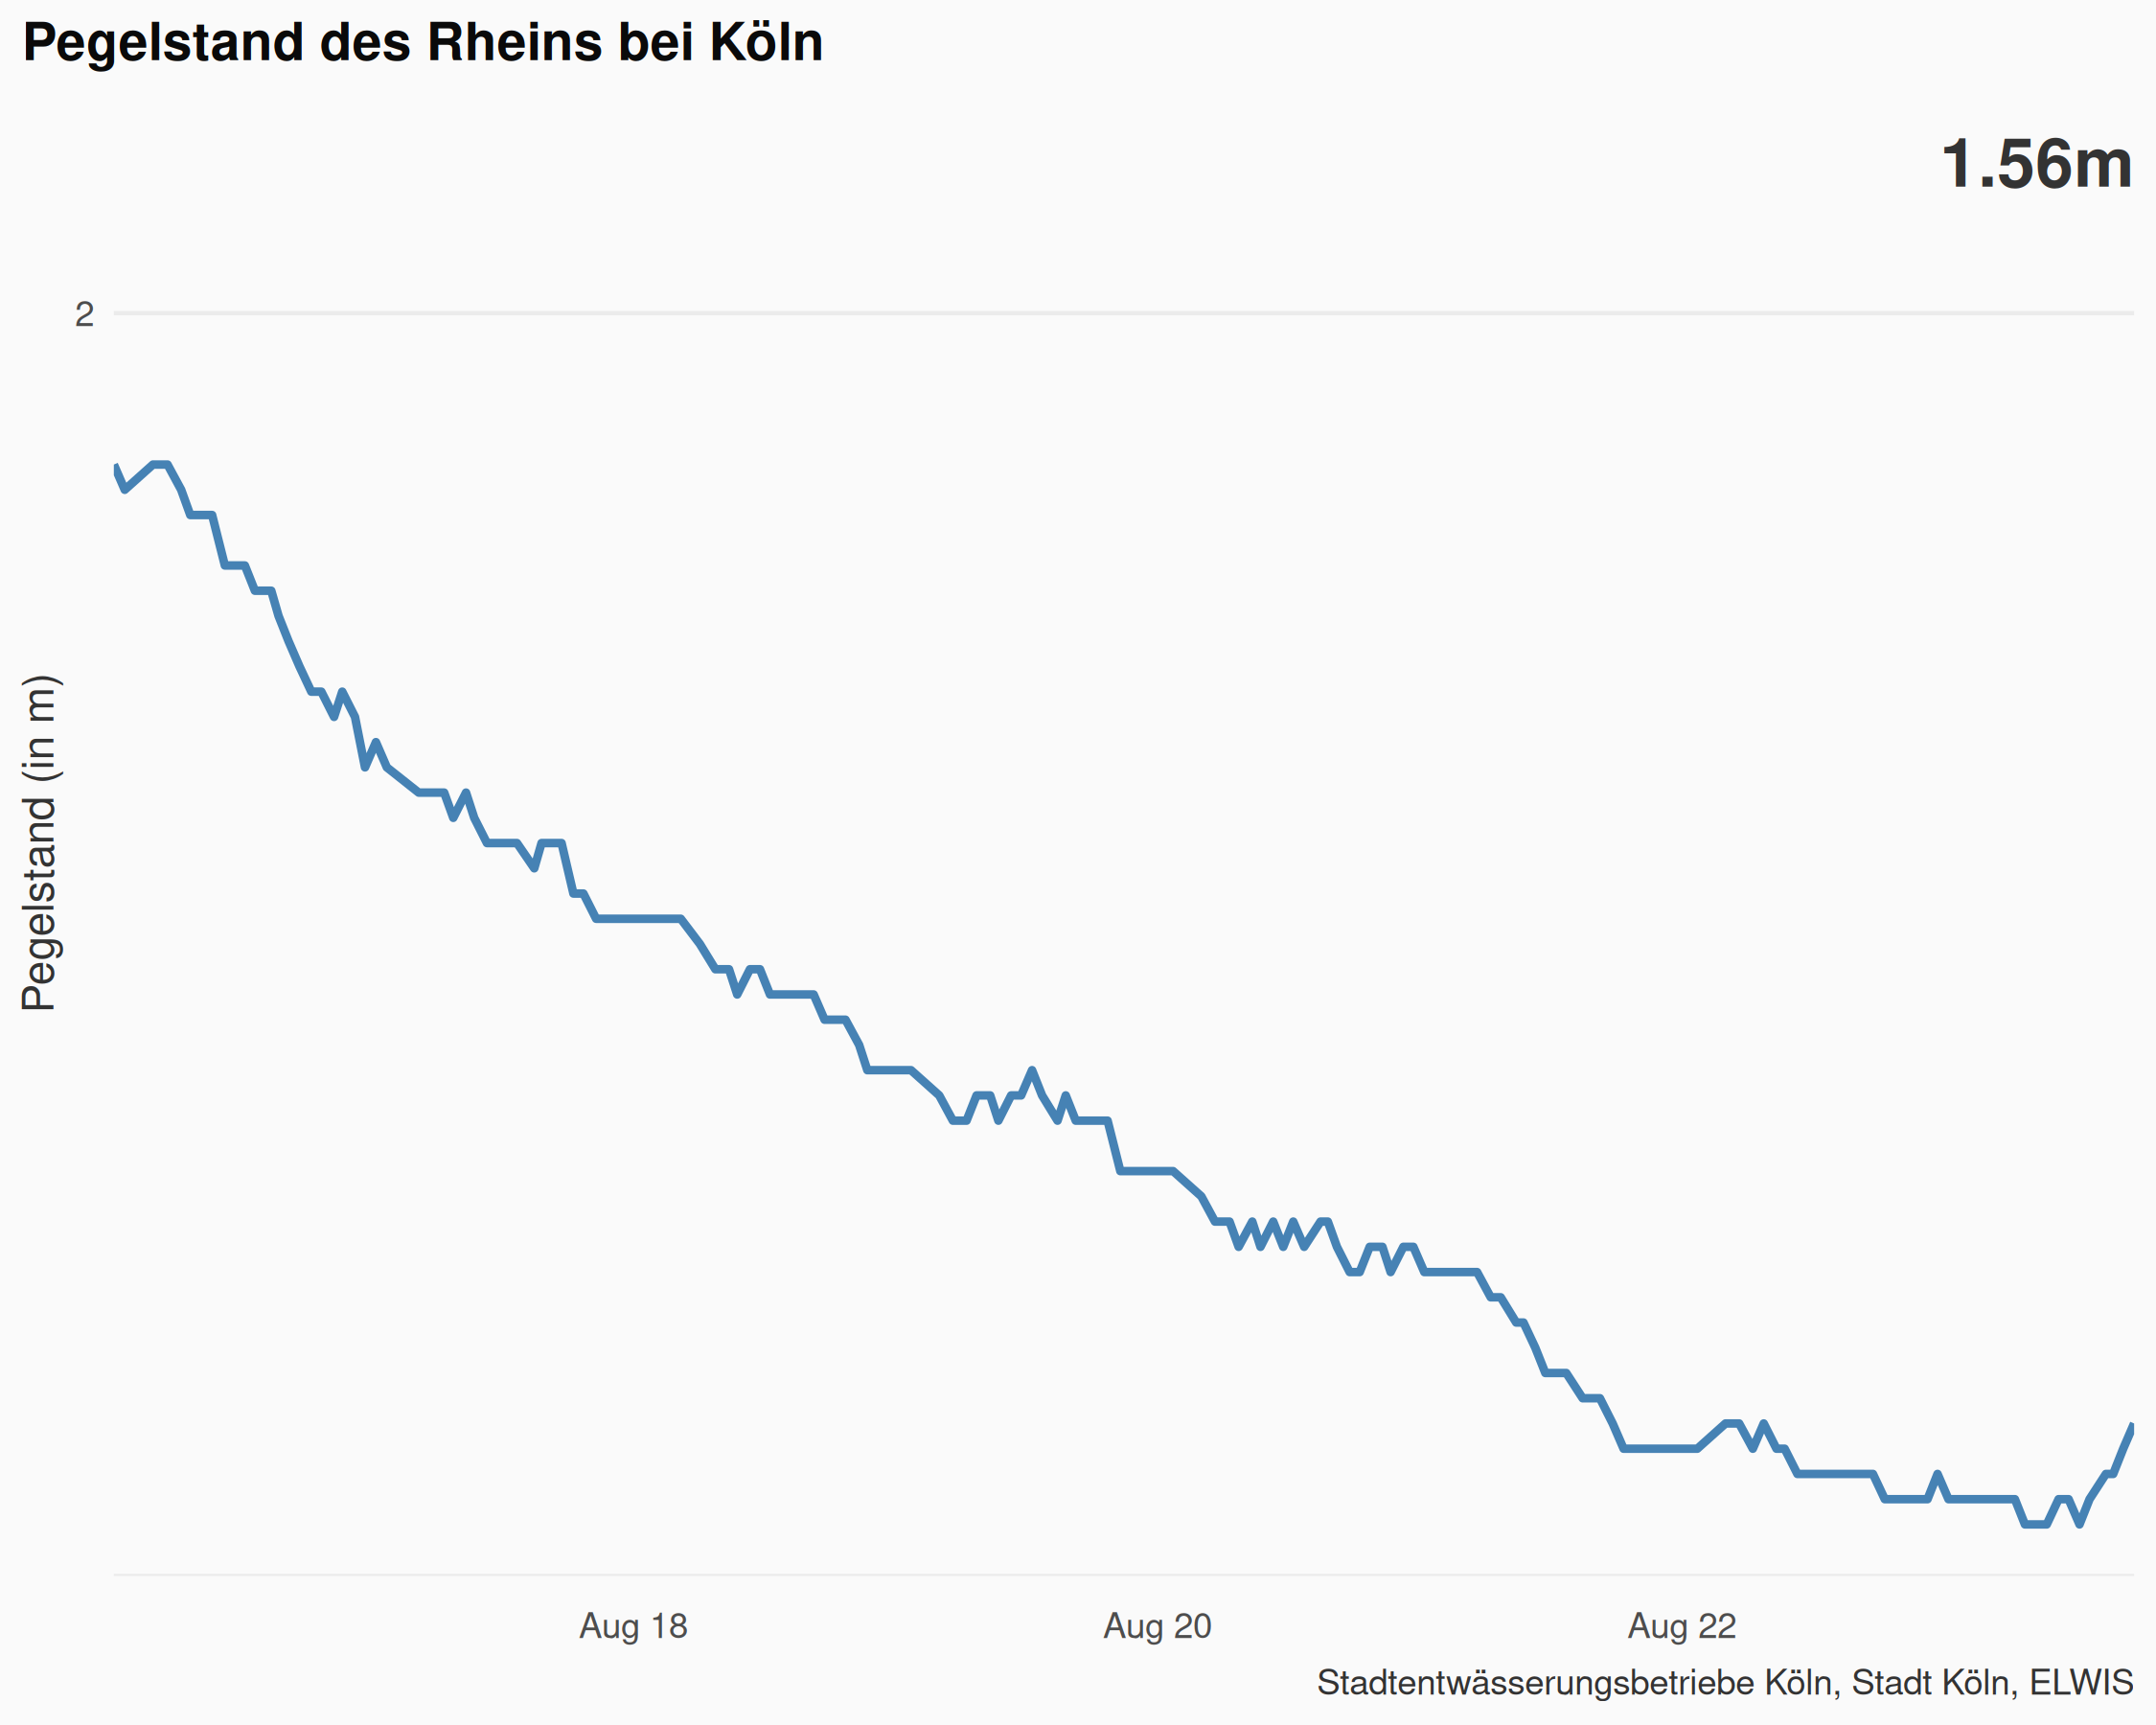 Pegelstand des Rheins bei Köln
1.56m
2
Pegelstand (in m)
Aug 18
Aug 20
Aug 22
Stadtentwässerungsbetriebe Köln, Stadt Köln, ELWIS